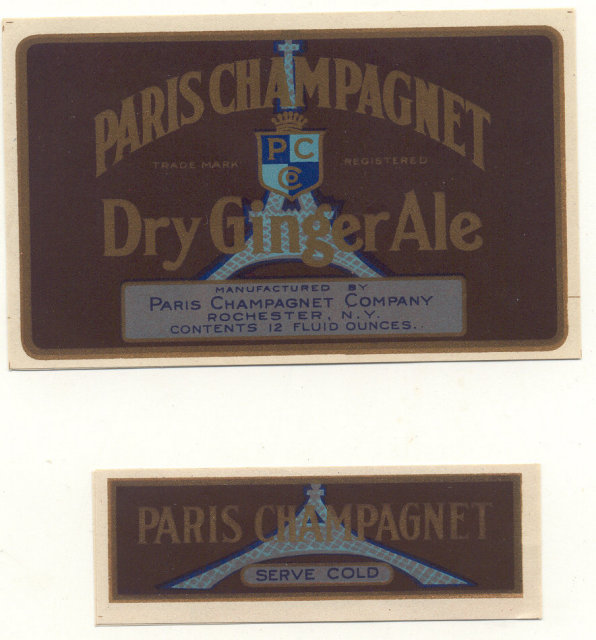 PARIS CHAMPAGNET
TRADE MARK
PC
Co
REGISTERED
Dry Ginger Ale
MANUFACTURED BY
PARIS CHAMPAGNET COMPANY
ROCHESTER, N.Y.
CONTENTS 12 FLUID OUNCES..
PARIS CHAMPAGNET
SERVE COLD